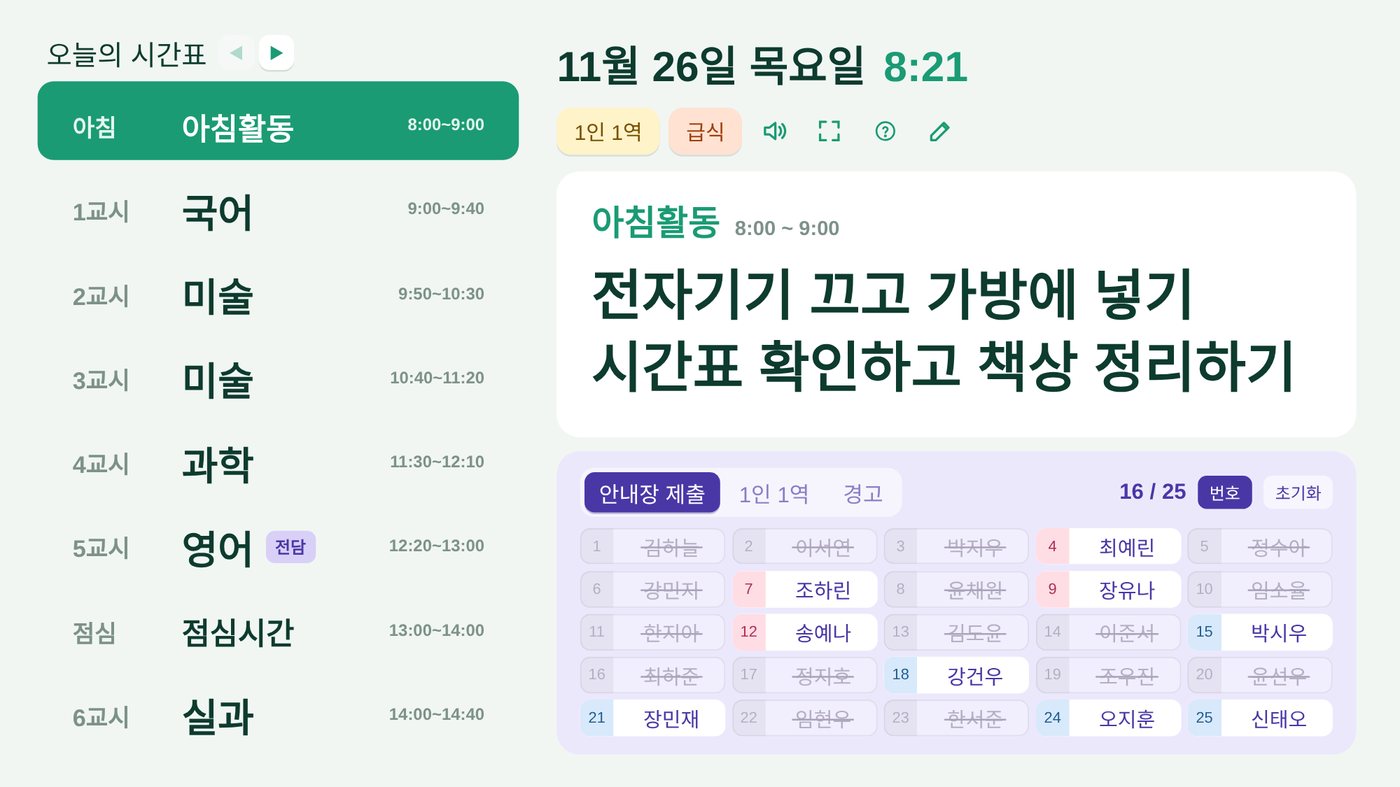 오늘의 시간표
아침 아침활동 8:00~9:00
1교시 국어 9:00~9:40
2교시 미술 9:50~10:30
3교시 미술 10:40~11:20
4교시 과학 11:30~12:10
5교시 영어 전담 12:20~13:00
점심 점심시간 13:00~14:00
6교시 실과 14:00~14:40
11월 26일 목요일 8:21
1인 1역 급식
아침활동 8:00 ~ 9:00
전자기기 끄고 가방에 넣기
시간표 확인하고 책상 정리하기
안내장 제출 1인 1역 경고 16 / 25 번호 초기화
1 김하늘 2 이서연 3 박지우 4 최예린 5 정수아
6 강민지 7 조하린 8 윤채원 9 장유나 10 임소율
11 한지아 12 송예나 13 김도윤 14 이준서 15 박시우
16 최하준 17 정지호 18 강건우 19 조우진 20 윤선우
21 장민재 22 임현우 23 한서준 24 오지훈 25 신태오